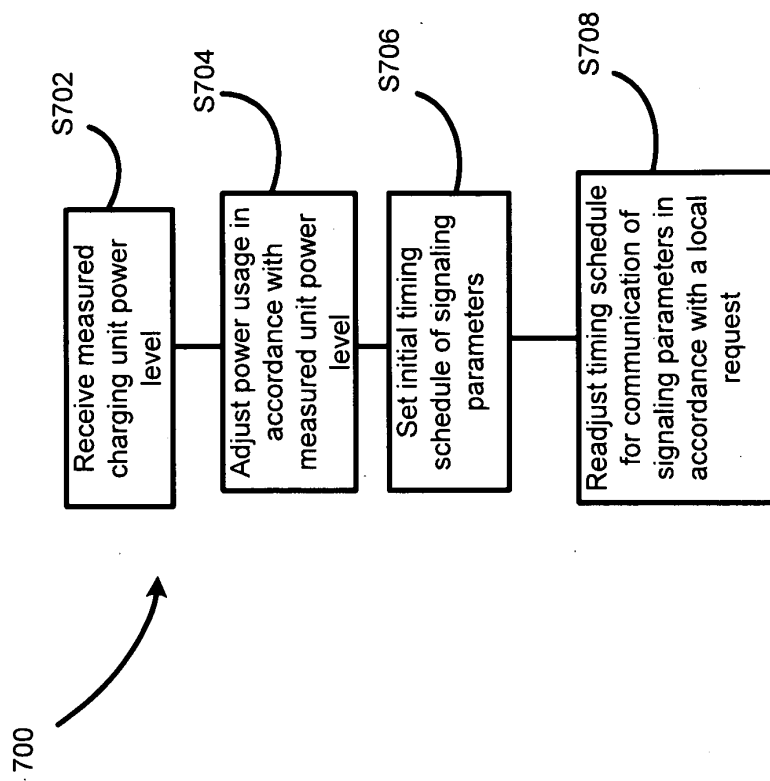 700
Receive measured
charging unit power
level
S702
Adjust power usage in
accordance with
measured unit power
level
S704
Set initial timing
schedule of signaling
parameters
S706
Readjust timing schedule
for communication of
signaling parameters in
accordance with a local
request
S708